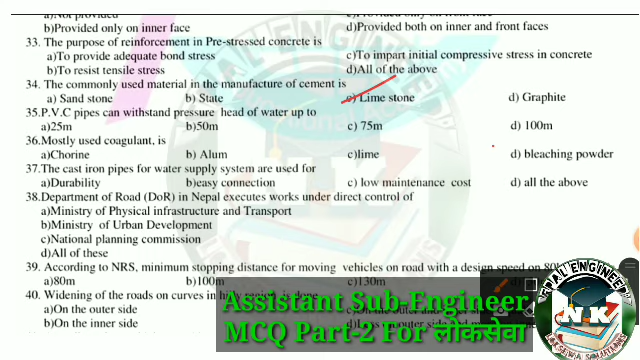 a)Not provided c)Provided only on front face
b)Provided only on inner face d)Provided both on inner and front faces
33. The purpose of reinforcement in Pre-stressed concrete is
a)To provide adequate bond stress c)To impart initial compressive stress in concrete
b)To resist tensile stress d)All of the above
34. The commonly used material in the manufacture of cement is
a) Sand stone b) State c) Lime stone d) Graphite
35.P.V.C pipes can withstand pressure head of water up to
a)25m b)50m c) 75m d) 100m
36.Mostly used coagulant, is
a)Chorine b) Alum c)lime d) bleaching powder
37.The cast iron pipes for water supply system are used for
a)Durability b)easy connection c) low maintenance cost d) all the above
38.Department of Road (DoR) in Nepal executes works under direct control of
a)Ministry of Physical infrastructure and Transport
b)Ministry of Urban Development
c)National planning commission
d)All of these
39. According to NRS, minimum stopping distance for moving vehicles on road with a design speed on 80
a)80m b)100m c)130m
40. Widening of the roads on curves in
a)On the outer side
b)On the inner side
Assistant Sub-Engineer
MCQ Part-2 For लोकसेवा
NK